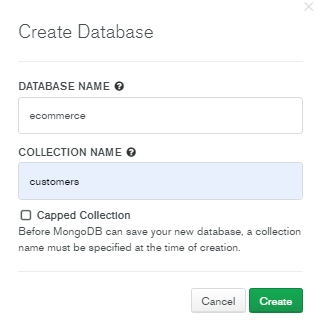 Create Database
DATABASE NAME
ecommerce
COLLECTION NAME
customers
Capped Collection
Before MongoDB can save your new database, a collection
name must be specified at the time of creation.
Cancel Create